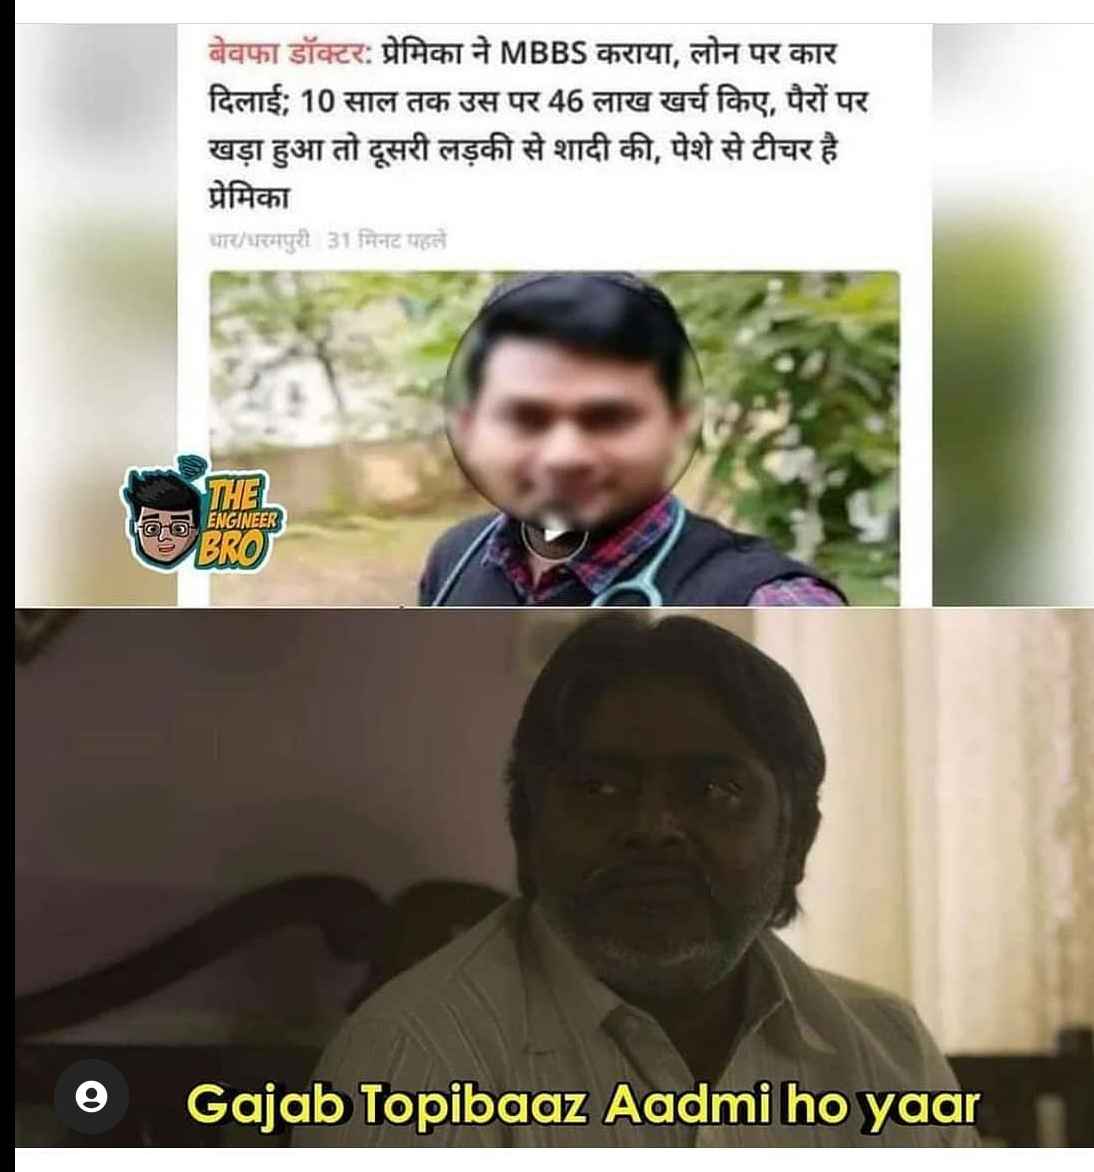 बेवफा डॉक्टर: प्रेमिका ने MBBS कराया, लोन पर कार
दिलाई; 10 साल तक उस पर 46 लाख खर्च किए, पैरों पर
खड़ा हुआ तो दूसरी लड़की से शादी की, पेशे से टीचर है
प्रेमिका
धार/धरमपुरी 31 मिनट पहले
THE
ENGINEER
BRO
Gajab Topibaaz Aadmi ho yaar